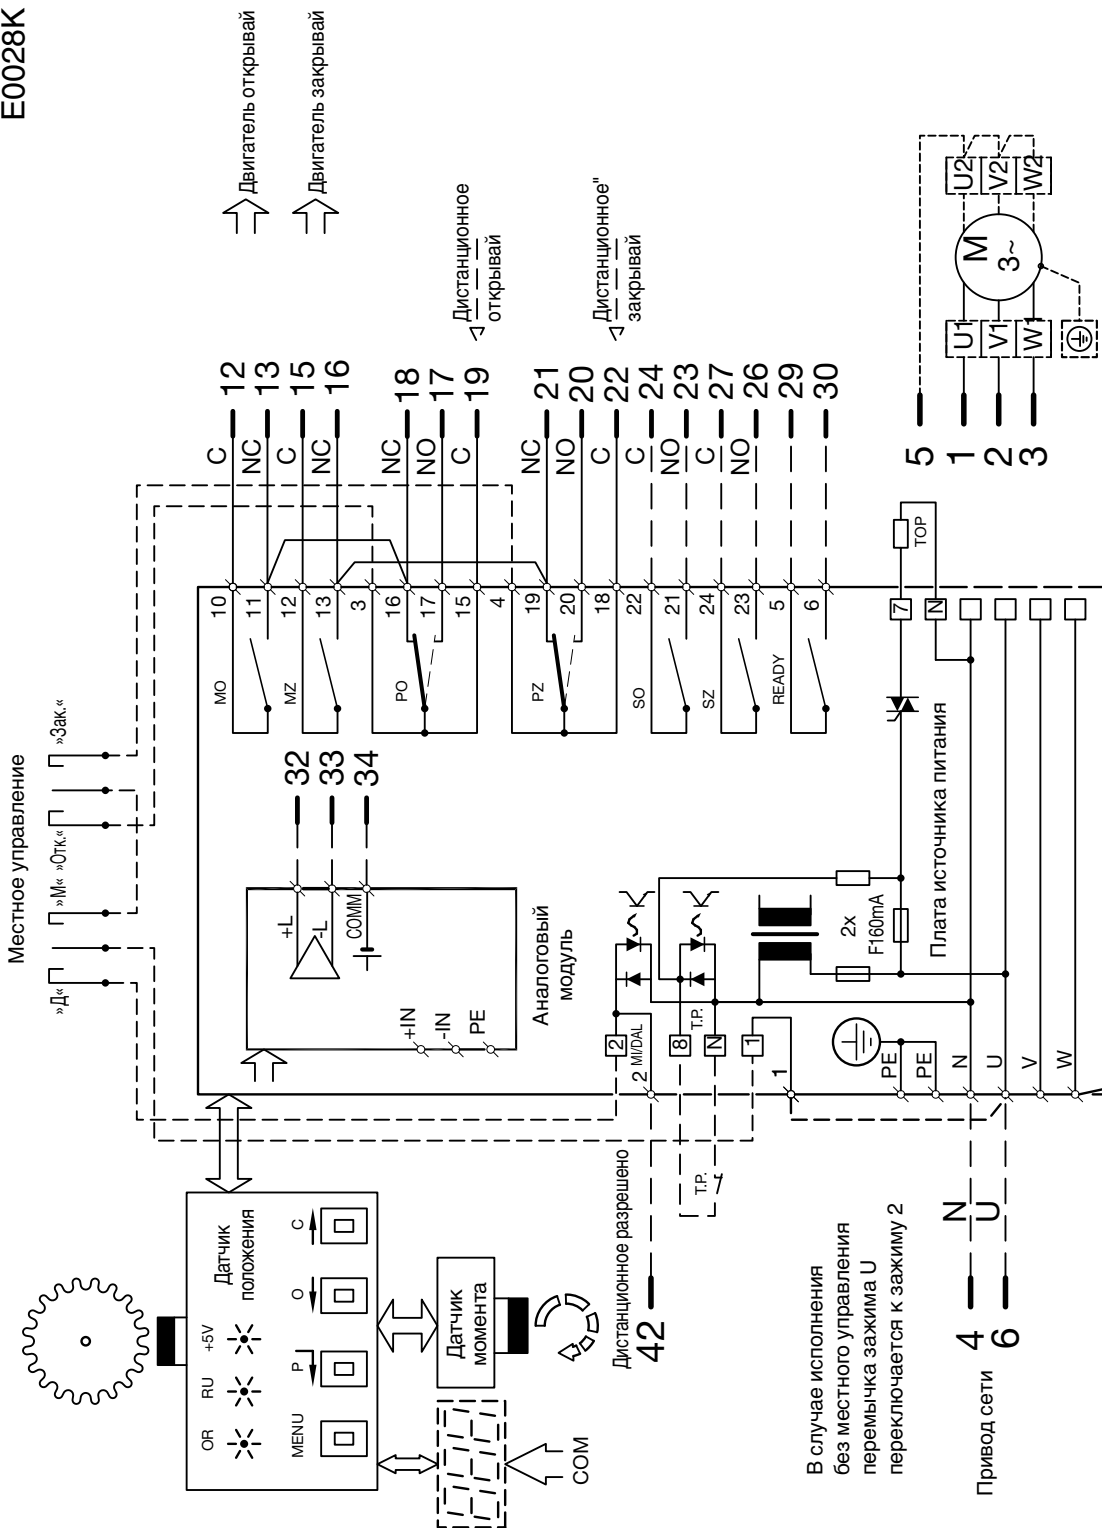 E0028K
Местное управление
»Д«
»М«
»Отк.«
»Зак.«
Двигатель открывай
Двигатель закрывай
Дистанционное
открывай
Дистанционное"
закрывай
C
12
NC
13
C
15
NC
16
NC
18
NO
17
C
19
NC
21
NO
20
C
22
C
24
NO
23
C
27
NO
26
29
30
10
11
12
13
3
16
17
15
4
19
20
18
22
21
24
23
5
6
MO
MZ
PO
PZ
SO
SZ
READY
32
33
34
+L
-L
COMM
+IN
-IN
PE
Аналоговый
модуль
Датчик
положения
OR
RU
+5V
MENU
P
O
C
Датчик
момента
COM
Дистанционное разрешено
42
T.P.
2
2
MI/DAL
8
T.P.
N
1
1
2x
F160mA
Плата источника питания
7
N
TOP
PE
PE
N
U
V
W
В случае исполнения
без местного управления
перемычка зажима U
переключается к зажиму 2
Привод сети
4
N
6
U
5
1
2
3
U1
V1
W1
M
3~
U2
V2
W2